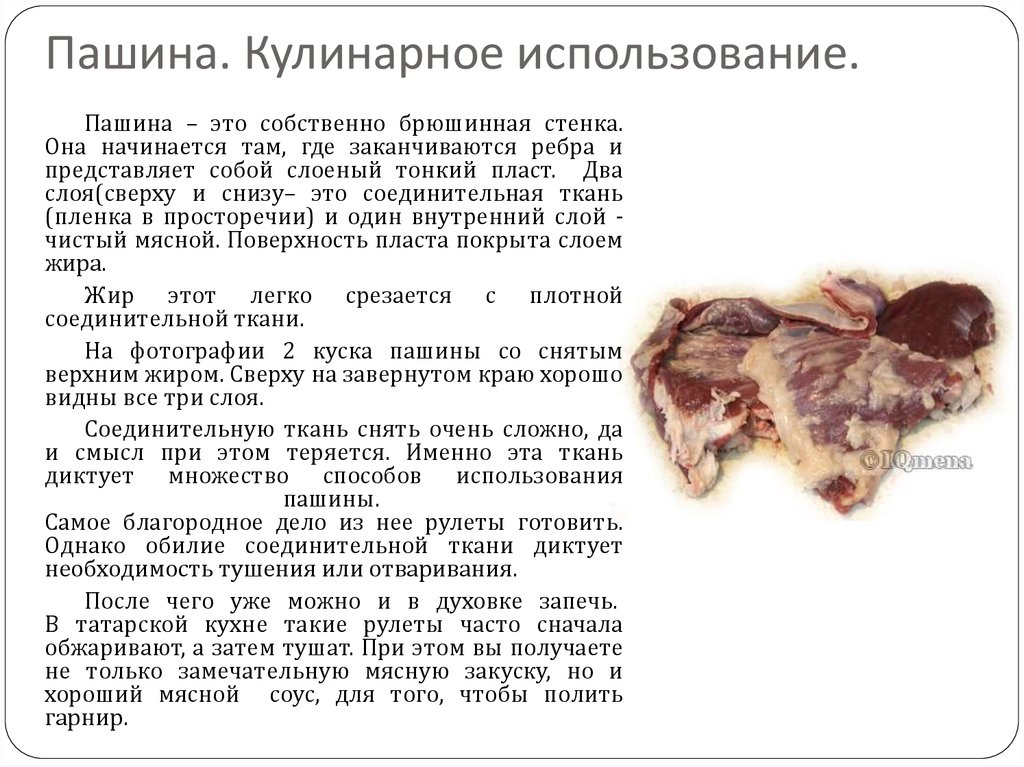 Пашина. Кулинарное использование.
Пашина – это собственно брюшинная стенка.
Она начинается там, где заканчиваются ребра и
представляет собой слоеный тонкий пласт. Два
слоя(сверху и снизу– это соединительная ткань
(пленка в просторечии) и один внутренний слой -
чистый мясной. Поверхность пласта покрыта слоем
жира.
Жир этот легко срезается с плотной
соединительной ткани.
На фотографии 2 куска пашины со снятым
верхним жиром. Сверху на завернутом краю хорошо
видны все три слоя.
Соединительную ткань снять очень сложно, да
и смысл при этом теряется. Именно эта ткань
диктует множество способов использования
пашины.
Самое благородное дело из нее рулеты готовить.
Однако обилие соединительной ткани диктует
необходимость тушения или отваривания.
После чего уже можно и в духовке запечь.
В татарской кухне такие рулеты часто сначала
обжаривают, а затем тушат. При этом вы получаете
не только замечательную мясную закуску, но и
хороший мясной соус, для того, чтобы полить
гарнир.
©IQmena